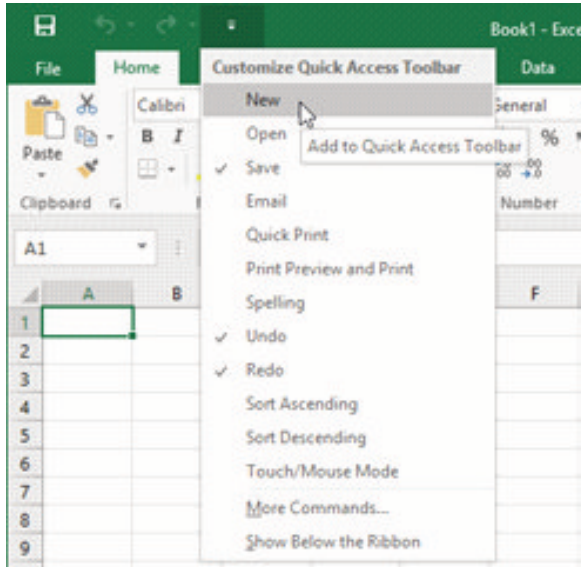 Book1 - Exce
File Home Data
Customize Quick Access Toolbar
New
Open
Add to Quick Access Toolbar
Save
Email
Quick Print
Print Preview and Print
Spelling
Undo
Redo
Sort Ascending
Sort Descending
Touch/Mouse Mode
More Commands...
Show Below the Ribbon
Paste
Calibri
B I
General
%
.00
Clipboard
Number
A1
A B F
1
2
3
4
5
6
7
8
9